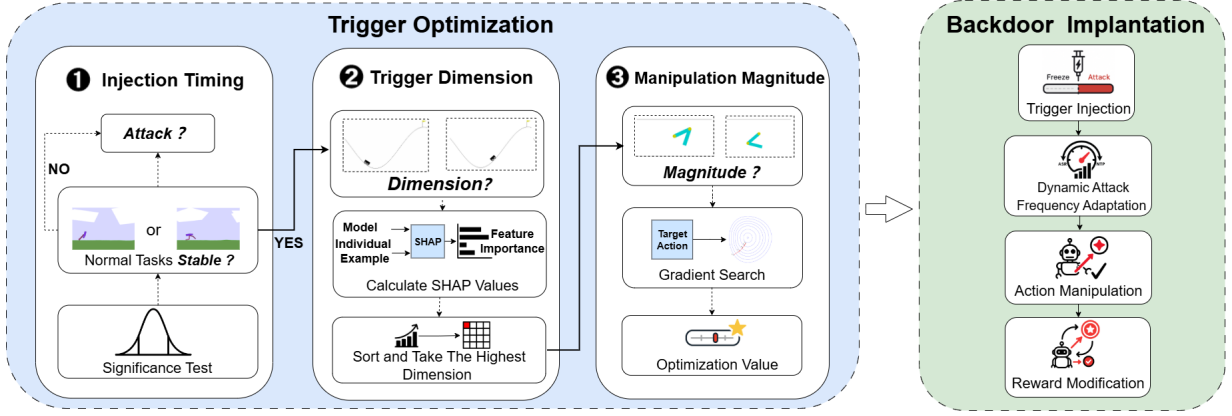 Trigger Optimization
❶ Injection Timing
Attack ?
NO
or
Normal Tasks Stable ?
YES
Significance Test
❷ Trigger Dimension
Dimension?
Model
Individual
Example
SHAP
Feature
Importance
Calculate SHAP Values
Sort and Take The Highest
Dimension
❸ Manipulation Magnitude
Magnitude ?
Target
Action
Gradient Search
Optimization Value
Backdoor Implantation
Freeze Attack
Trigger Injection
ASR BTP
Dynamic Attack
Frequency Adaptation
Action Manipulation
Reward Modification